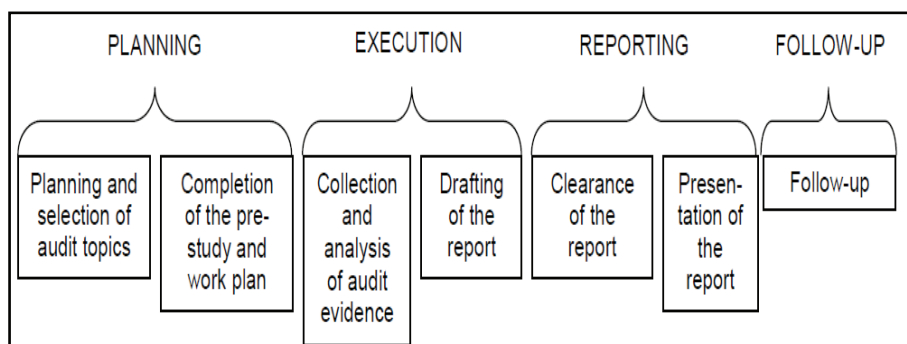 PLANNING
EXECUTION
REPORTING
FOLLOW-UP
Planning and
selection of
audit topics
Completion
of the pre-
study and
work plan
Collection
and
analysis
of audit
evidence
Drafting
of the
report
Clearance
of the
report
Presen-
tation of
the
report
Follow-up